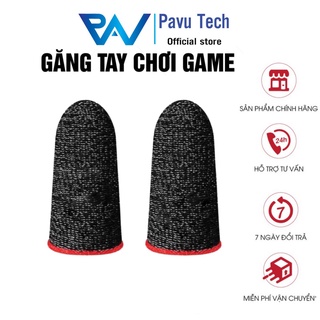 PAV
Pavu Tech
Official store
GĂNG TAY CHƠI GAME
SẢN PHẨM CHÍNH HÃNG
24h
HỖ TRỢ TƯ VẤN
7
7 NGÀY ĐỔI TRẢ
MIỄN PHÍ VẬN CHUYỂN'